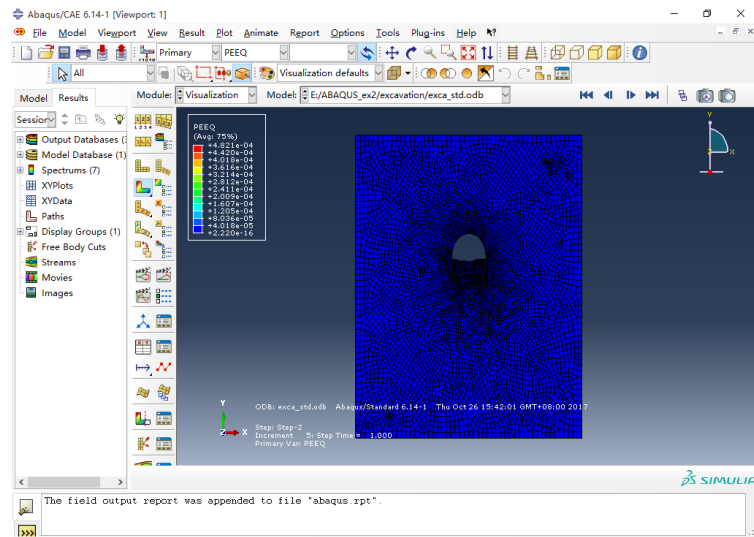 Abaqus/CAE 6.14-1 [Viewport: 1]
File Model Viewport View Result Plot Animate Report Options Tools Plug-ins Help
Primary PEEQ
All Visualization defaults
Model Results Module: Visualization Model: E:/ABAQUS_ex2/excavation/exca_std.odb
Session
Output Databases (
Model Database (1)
Spectrums (7)
XYPlots
XYData
Paths
Display Groups (1)
Free Body Cuts
Streams
Movies
Images
PEEQ
(Avg: 75%)
+4.821e-04
+4.420e-04
+4.018e-04
+3.616e-04
+3.214e-04
+2.812e-04
+2.411e-04
+2.009e-04
+1.607e-04
+1.205e-04
+8.036e-05
+4.018e-05
+2.220e-16
Y
X
Y
Z X
ODB: exca_std.odb Abaqus/Standard 6.14-1 Thu Oct 26 15:42:01 GMT+08:00 2017
Step: Step-2
Increment 5: Step Time = 1.000
Primary Var: PEEQ
SIMULIA
The field output report was appended to file "abaqus.rpt".
>>>